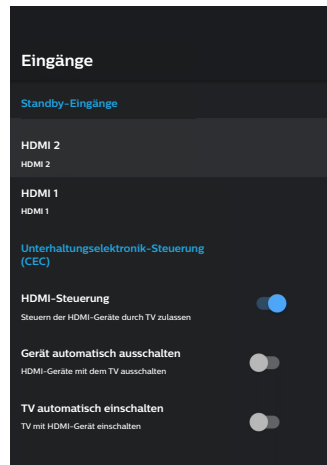 Eingänge
Standby-Eingänge
HDMI 2
HDMI 2
HDMI 1
HDMI 1
Unterhaltungselektronik-Steuerung
(CEC)
HDMI-Steuerung
Steuern der HDMI-Geräte durch TV zulassen
Gerät automatisch ausschalten
HDMI-Geräte mit dem TV ausschalten
TV automatisch einschalten
TV mit HDMI-Gerät einschalten